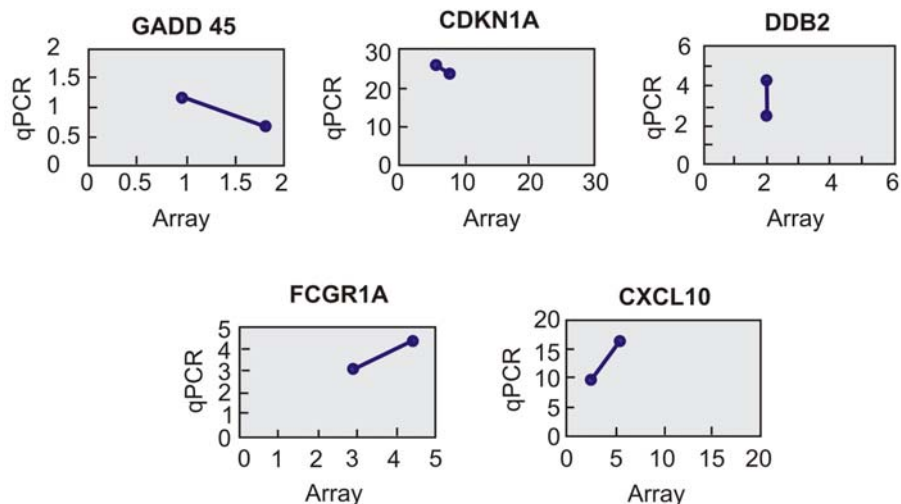 GADD 45
qPCR
2
1.5
1
0.5
0
0 0.5 1 1.5 2
Array
CDKN1A
qPCR
30
20
10
0
0 10 20 30
Array
DDB2
qPCR
6
4
2
0
0 2 4 6
Array
FCGR1A
qPCR
5
4
3
2
1
0
0 1 2 3 4 5
Array
CXCL10
qPCR
20
15
10
5
0
0 5 10 15 20
Array